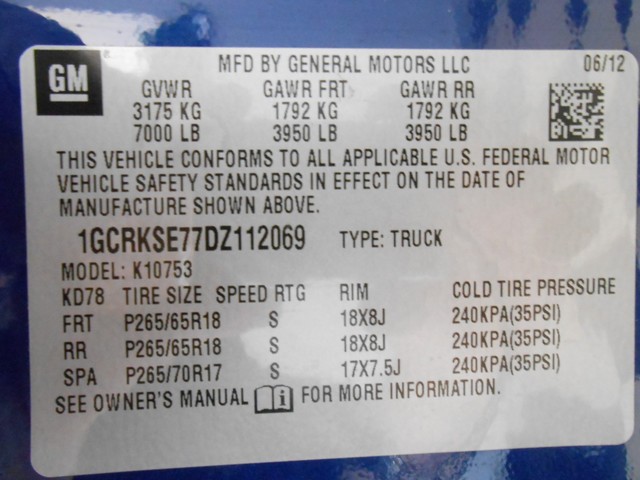 GM
MFD BY GENERAL MOTORS LLC 06/12
GVWR GAWR FRT GAWR RR
3175 KG 1792 KG 1792 KG
7000 LB 3950 LB 3950 LB
THIS VEHICLE CONFORMS TO ALL APPLICABLE U.S. FEDERAL MOTOR
VEHICLE SAFETY STANDARDS IN EFFECT ON THE DATE OF
MANUFACTURE SHOWN ABOVE.
1GCRKSE77DZ112069 TYPE: TRUCK
MODEL: K10753
KD78 TIRE SIZE SPEED RTG RIM COLD TIRE PRESSURE
FRT P265/65R18 S 18X8J 240KPA(35PSI)
RR P265/65R18 S 18X8J 240KPA(35PSI)
SPA P265/70R17 S 17X7.5J 240KPA(35PSI)
SEE OWNER'S MANUAL i FOR MORE INFORMATION.